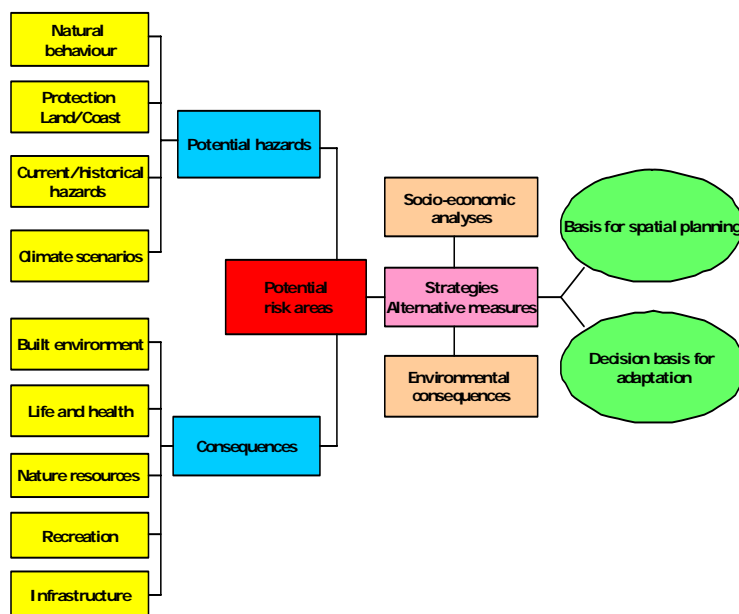 Natural
behaviour
Protection
Land/Coast
Current/historical
hazards
Climate scenarios
Potential hazards
Built environment
Life and health
Nature resources
Recreation
Infrastructure
Consequences
Potential
risk areas
Socio-economic
analyses
Strategies
Alternative measures
Environmental
consequences
Basis for spatial planning
Decision basis for
adaptation